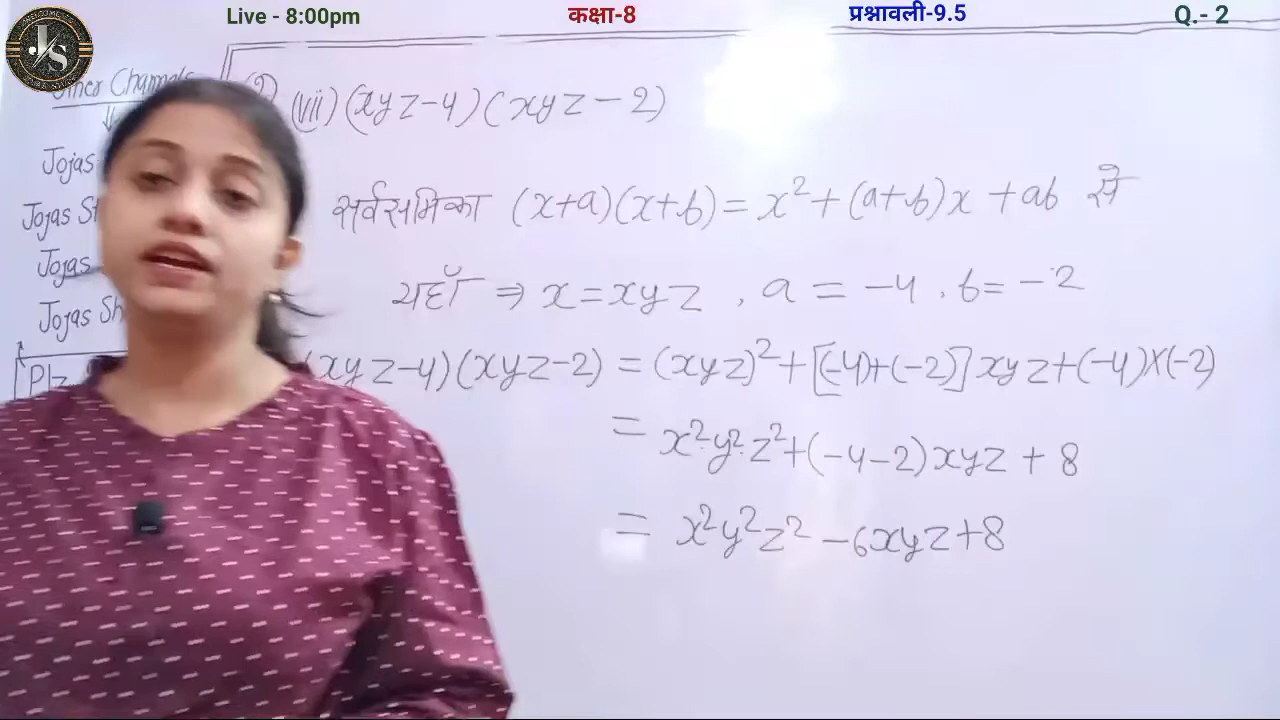 Live - 8:00pm कक्षा-8 प्रश्नावली-9.5 Q.- 2
J/S
Other Channels
↓
Jojas
Jojas St
Jojas
Jojas Sh
Plz
(vii) (xyz-4) (xyz-2)
सर्वसमिका (x+a)(x+b) = x²+(a+b)x +ab से
यहाँ ⇒ x=xyz , a = -4 , b= -2
(xyz-4)(xyz-2) = (xyz)²+[(-4)+(-2)]xyz+(-4)×(-2)
= x²y²z²+(-4-2)xyz + 8
= x²y²z² -6xyz+8